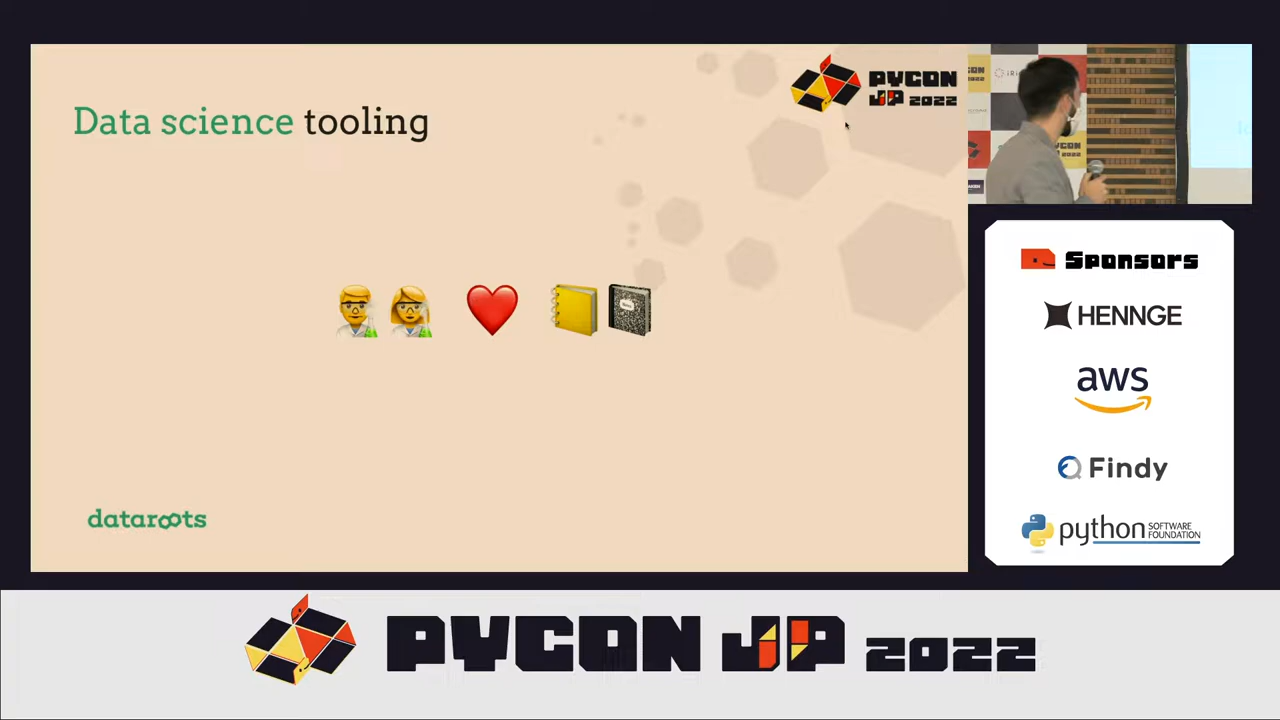 Data science tooling
PYCON
JP 2022
dataroots
Sponsors
HENNGE
aws
Findy
python SOFTWARE
FOUNDATION
PYCON JP 2022